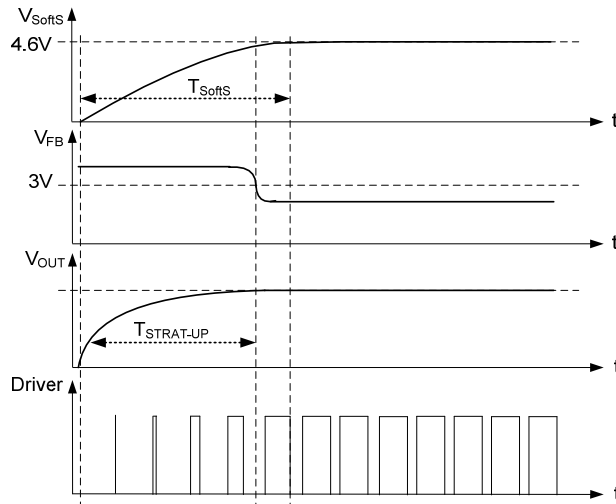 VSoftS
4.6V
TSoftS
t
VFB
3V
t
VOUT
TSTRAT-UP
t
Driver
t